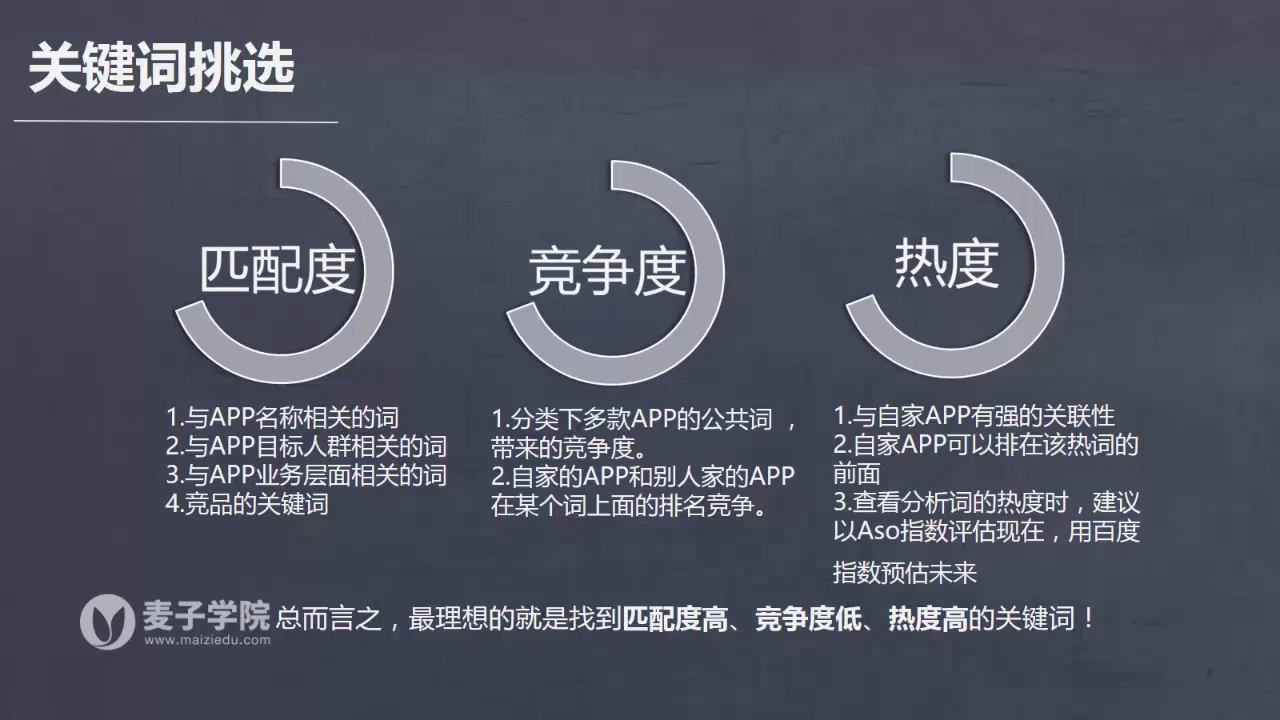 关键词挑选
匹配度
1.与APP名称相关的词
2.与APP目标人群相关的词
3.与APP业务层面相关的词
4.竞品的关键词
竞争度
1.分类下多款APP的公共词 ，
带来的竞争度。
2.自家的APP和别人家的APP
在某个词上面的排名竞争。
热度
1.与自家APP有强的关联性
2.自家APP可以排在该热词的
前面
3.查看分析词的热度时，建议
以Aso指数评估现在，用百度
指数预估未来
麦子学院
www.maiziedu.com
总而言之，最理想的就是找到匹配度高、竞争度低、热度高的关键词！